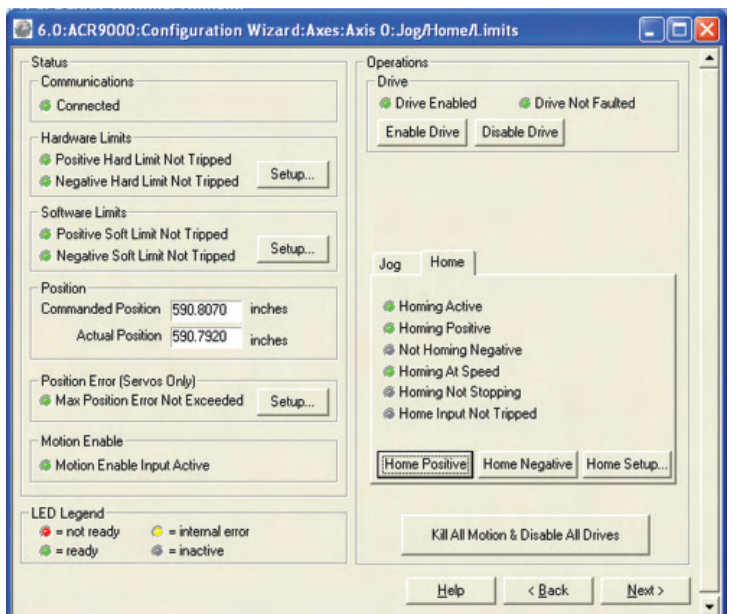 6.0:ACR9000:Configuration Wizard:Axes:Axis 0:Jog/Home/Limits
Status
Communications
Connected
Hardware Limits
Positive Hard Limit Not Tripped
Negative Hard Limit Not Tripped
Setup...
Software Limits
Positive Soft Limit Not Tripped
Negative Soft Limit Not Tripped
Setup...
Position
Commanded Position 590.8070 inches
Actual Position 590.7920 inches
Position Error (Servos Only)
Max Position Error Not Exceeded
Setup...
Motion Enable
Motion Enable Input Active
LED Legend
= not ready = internal error
= ready = inactive
Operations
Drive
Drive Enabled Drive Not Faulted
Enable Drive Disable Drive
Jog Home
Homing Active
Homing Positive
Not Homing Negative
Homing At Speed
Homing Not Stopping
Home Input Not Tripped
Home Positive Home Negative Home Setup...
Kill All Motion & Disable All Drives
Help < Back Next >